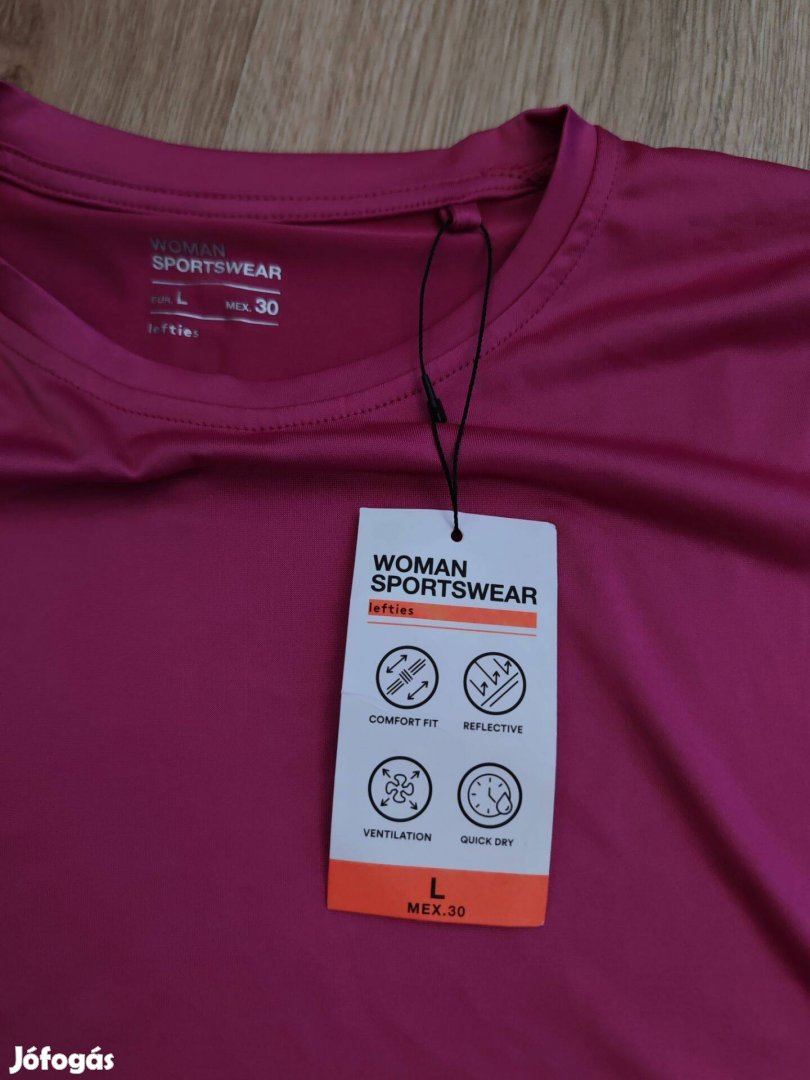 WOMAN
SPORTSWEAR
EUR. L MEX. 30
lefties
WOMAN
SPORTSWEAR
lefties
COMFORT FIT REFLECTIVE
VENTILATION QUICK DRY
L
MEX.30
Jófogás